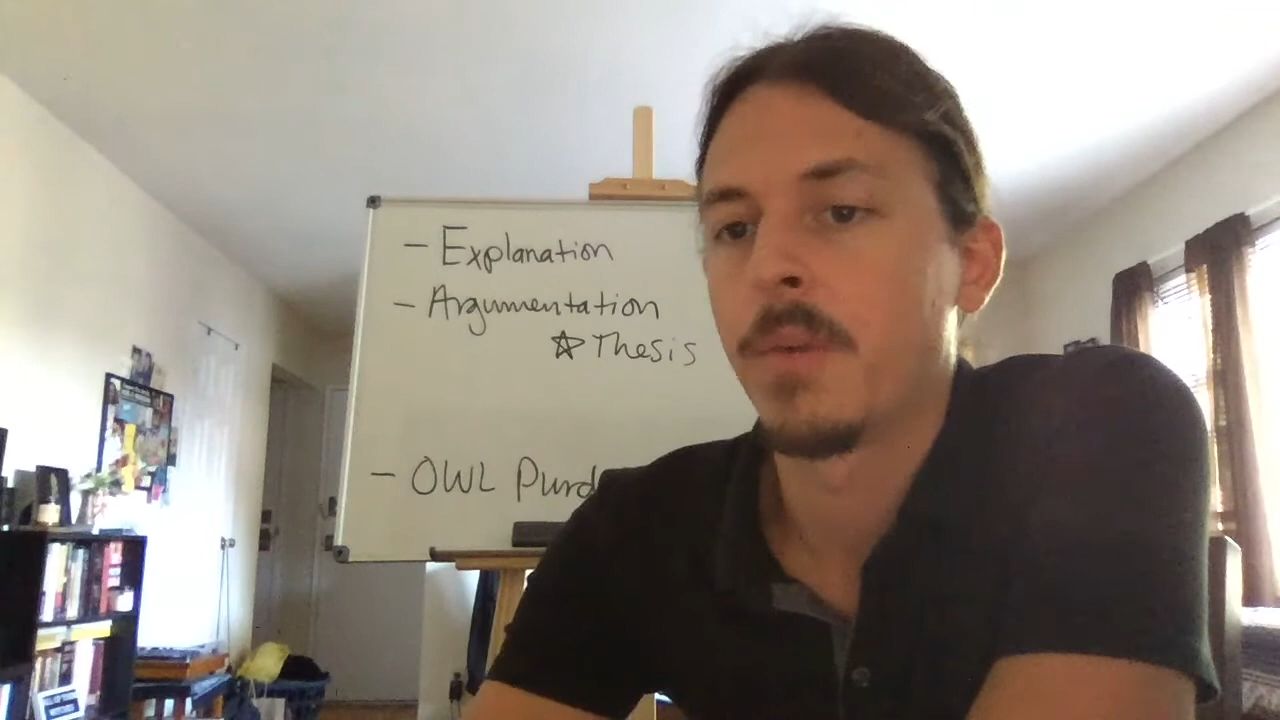 - Explanation
- Argumentation
☆ Thesis
- OWL Purd